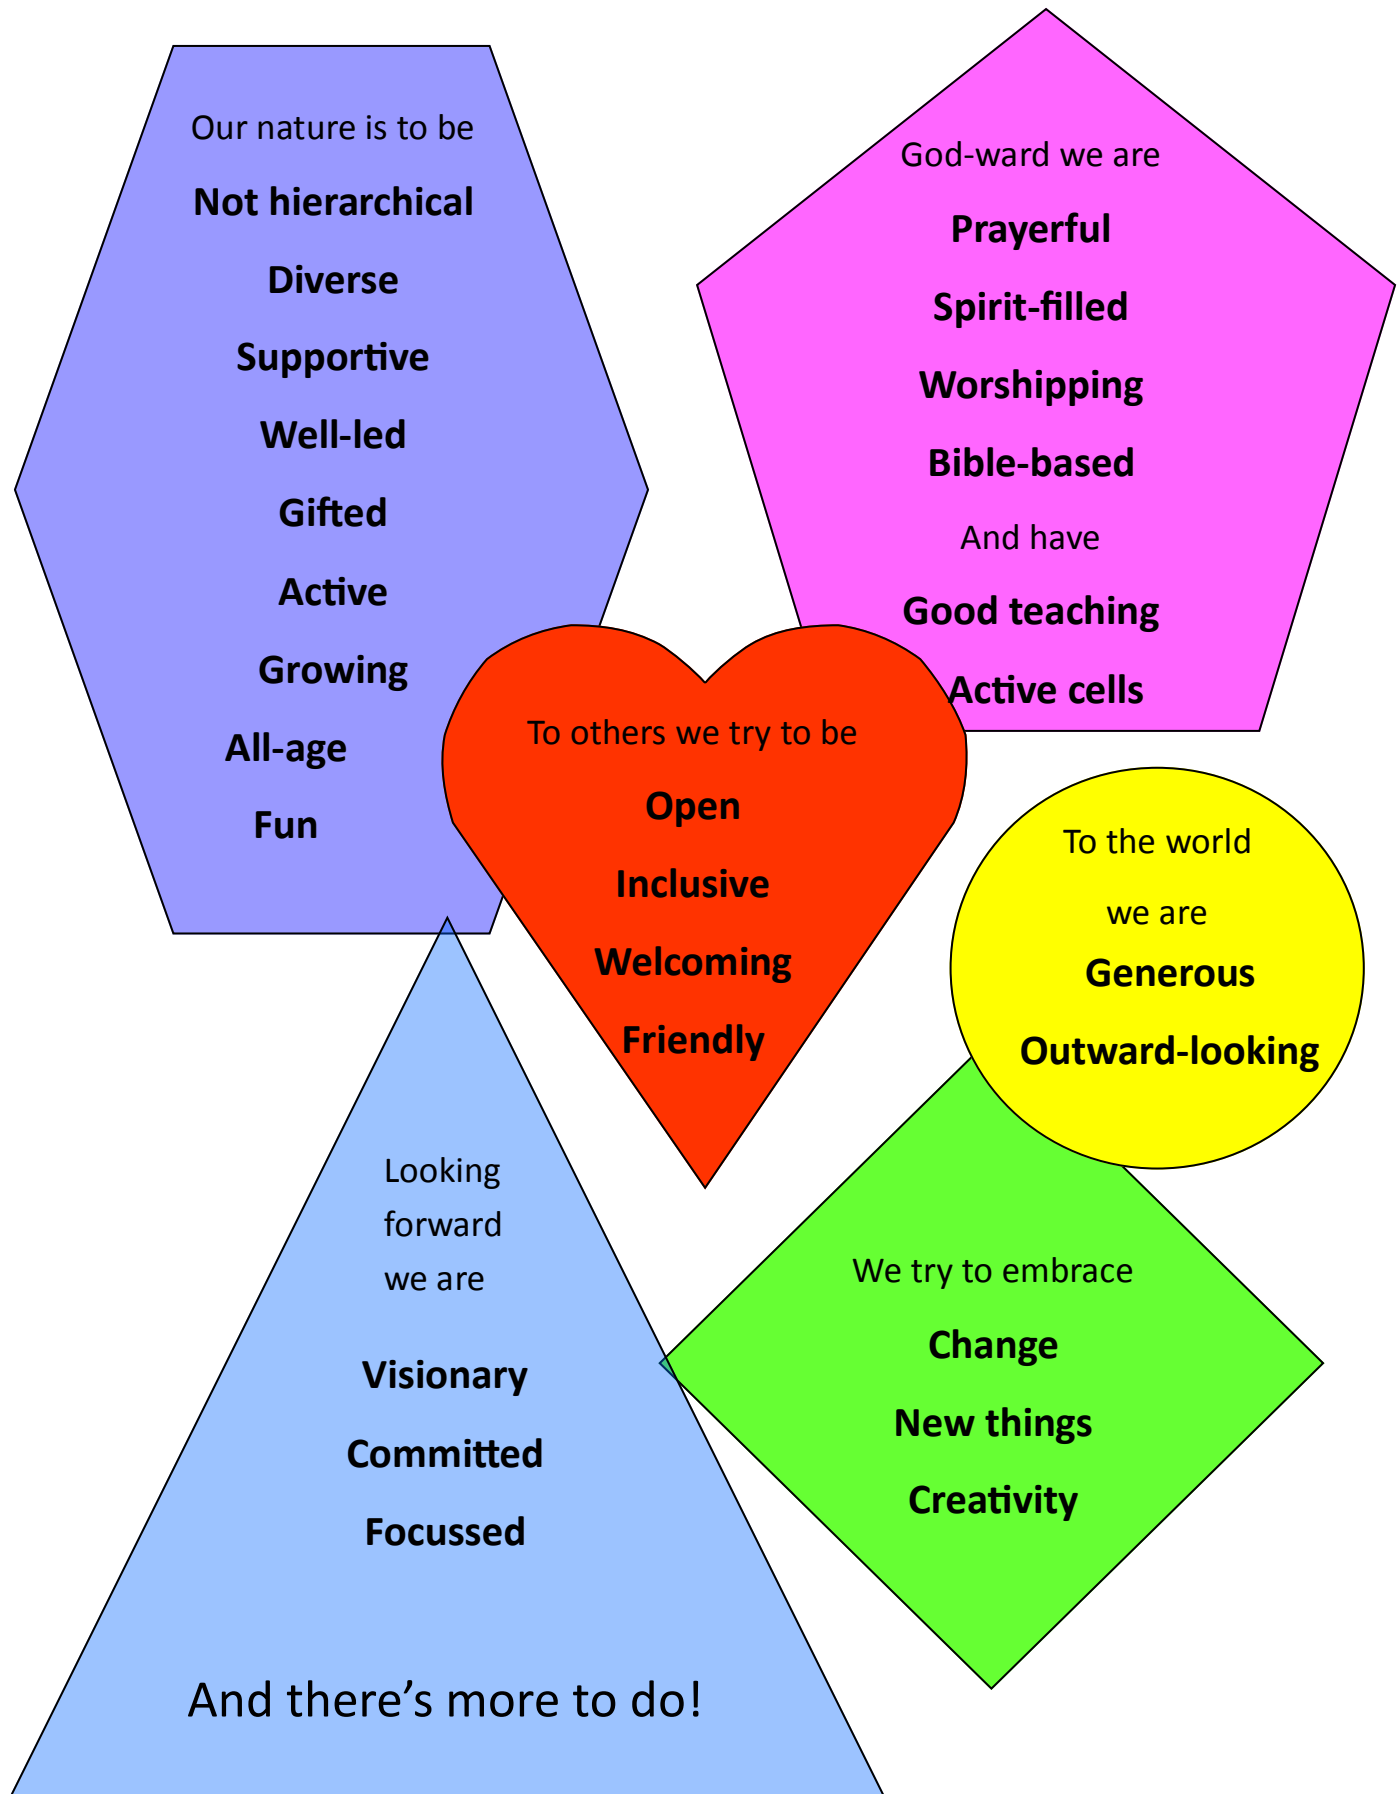 Our nature is to be
Not hierarchical
Diverse
Supportive
Well-led
Gifted
Active
Growing
All-age
Fun
God-ward we are
Prayerful
Spirit-filled
Worshipping
Bible-based
And have
Good teaching
Active cells
To others we try to be
Open
Inclusive
Welcoming
Friendly
To the world
we are
Generous
Outward-looking
Looking
forward
we are
Visionary
Committed
Focussed
And there’s more to do!
We try to embrace
Change
New things
Creativity